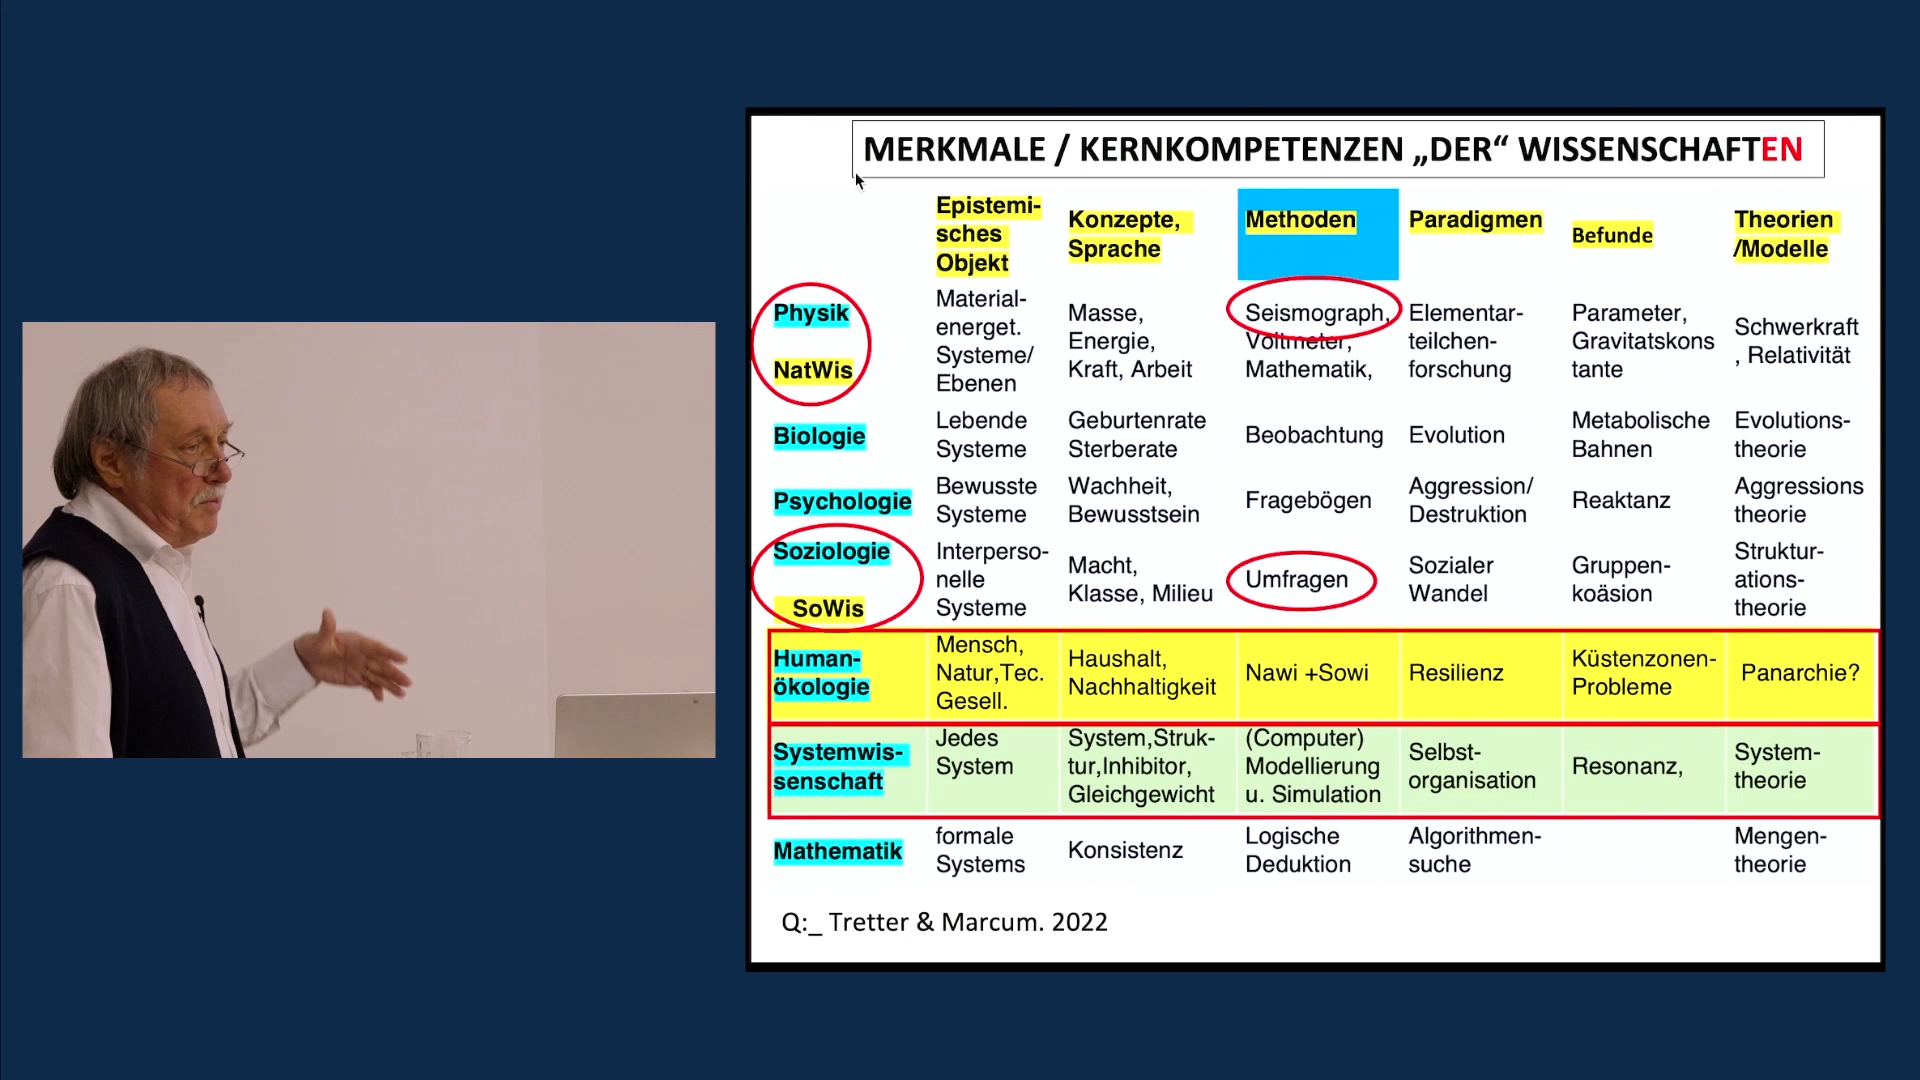 MERKMALE / KERNKOMPETENZEN „DER“ WISSENSCHAFTEN
Epistemi-
sches
Objekt
Konzepte,
Sprache
Methoden
Paradigmen
Befunde
Theorien
/Modelle
Physik
NatWis
Material-
energet.
Systeme/
Ebenen
Masse,
Energie,
Kraft, Arbeit
Seismograph,
Voltmeter,
Mathematik,
Elementar-
teilchen-
forschung
Parameter,
Gravitatskons
tante
Schwerkraft
, Relativität
Biologie
Lebende
Systeme
Geburtenrate
Sterberate
Beobachtung
Evolution
Metabolische
Bahnen
Evolutions-
theorie
Psychologie
Bewusste
Systeme
Wachheit,
Bewusstsein
Fragebögen
Aggression/
Destruktion
Reaktanz
Aggressions
theorie
Soziologie
SoWis
Interperso-
nelle
Systeme
Macht,
Klasse, Milieu
Umfragen
Sozialer
Wandel
Gruppen-
koäsion
Struktur-
ations-
theorie
Human-
ökologie
Mensch,
Natur,Tec.
Gesell.
Haushalt,
Nachhaltigkeit
Nawi +Sowi
Resilienz
Küstenzonen-
Probleme
Panarchie?
Systemwis-
senschaft
Jedes
System
System,Struk-
tur,Inhibitor,
Gleichgewicht
(Computer)
Modellierung
u. Simulation
Selbst-
organisation
Resonanz,
System-
theorie
Mathematik
formale
Systems
Konsistenz
Logische
Deduktion
Algorithmen-
suche
Mengen-
theorie
Q:_ Tretter & Marcum. 2022